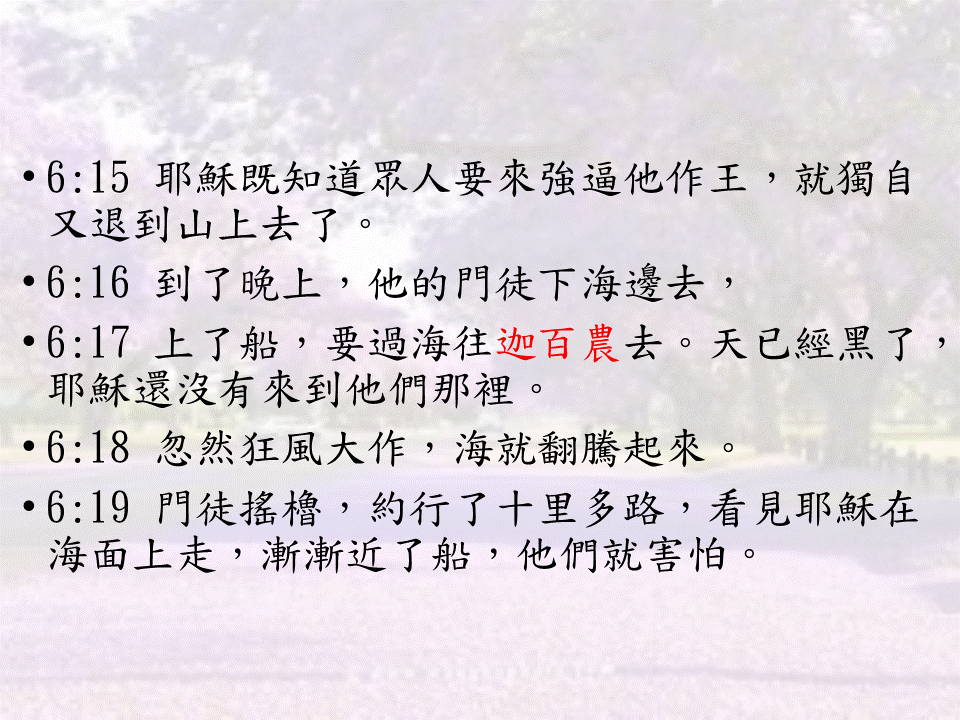 • 6:15 耶穌既知道眾人要來強逼他作王，就獨自
又退到山上去了。
• 6:16 到了晚上，他的門徒下海邊去，
• 6:17 上了船，要過海往迦百農去。天已經黑了，
耶穌還沒有來到他們那裡。
• 6:18 忽然狂風大作，海就翻騰起來。
• 6:19 門徒搖櫓，約行了十里多路，看見耶穌在
海面上走，漸漸近了船，他們就害怕。